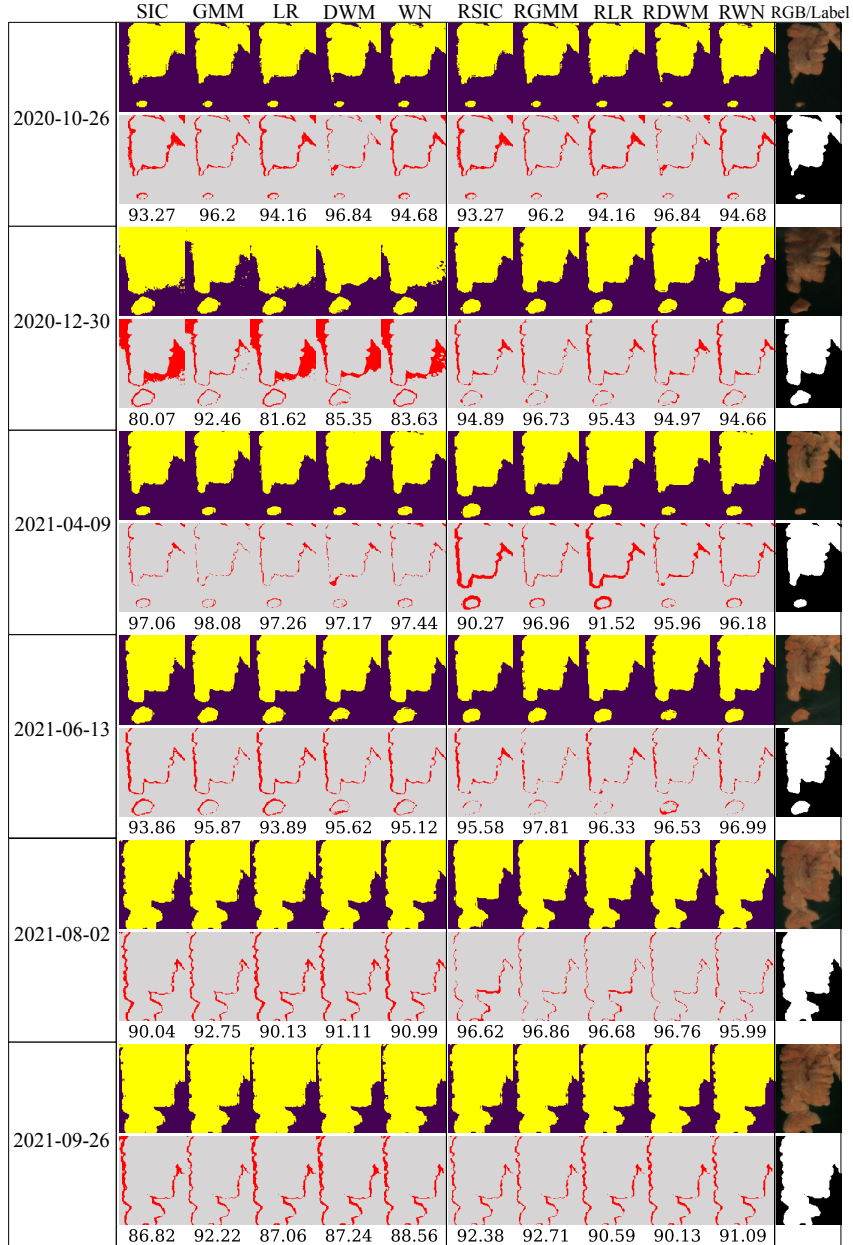 SIC GMM LR DWM WN RSIC RGMM RLR RDWM RWN RGB/Label
2020-10-26
93.27 96.2 94.16 96.84 94.68 93.27 96.2 94.16 96.84 94.68
2020-12-30
80.07 92.46 81.62 85.35 83.63 94.89 96.73 95.43 94.97 94.66
2021-04-09
97.06 98.08 97.26 97.17 97.44 90.27 96.96 91.52 95.96 96.18
2021-06-13
93.86 95.87 93.89 95.62 95.12 95.58 97.81 96.33 96.53 96.99
2021-08-02
90.04 92.75 90.13 91.11 90.99 96.62 96.86 96.68 96.76 95.99
2021-09-26
86.82 92.22 87.06 87.24 88.56 92.38 92.71 90.59 90.13 91.09